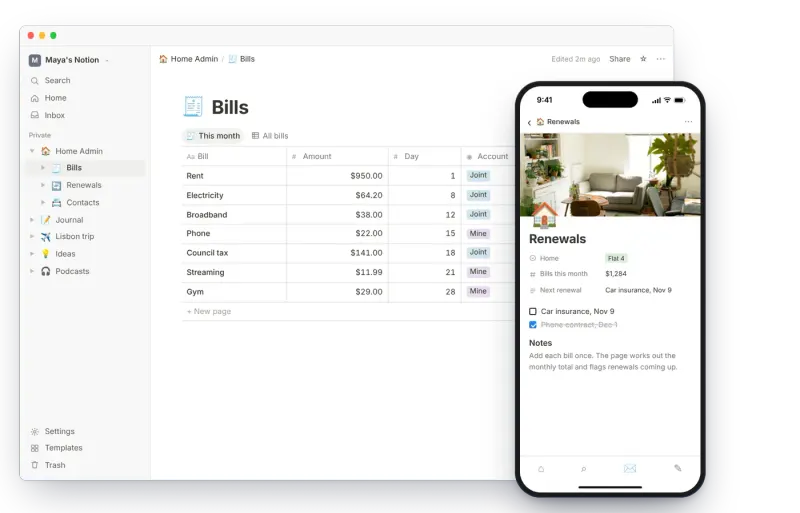 M Maya's Notion
Search
Home
Inbox
Private
Home Admin
Bills
Renewals
Contacts
Journal
Lisbon trip
Ideas
Podcasts
Settings
Templates
Trash
Home Admin / Bills
Edited 2m ago Share
Bills
This month All bills
Aa Bill # Amount # Day Account
Rent $950.00 1 Joint
Electricity $64.20 8 Joint
Broadband $38.00 12 Joint
Phone $22.00 15 Mine
Council tax $141.00 18 Joint
Streaming $11.99 21 Mine
Gym $29.00 28 Mine
+ New page
9:41
Renewals
Renewals
Home Flat 4
Bills this month $1,284
Next renewal Car insurance, Nov 9
Car insurance, Nov 9
Phone contract, Dec 1
Notes
Add each bill once. The page works out the
monthly total and flags renewals coming up.